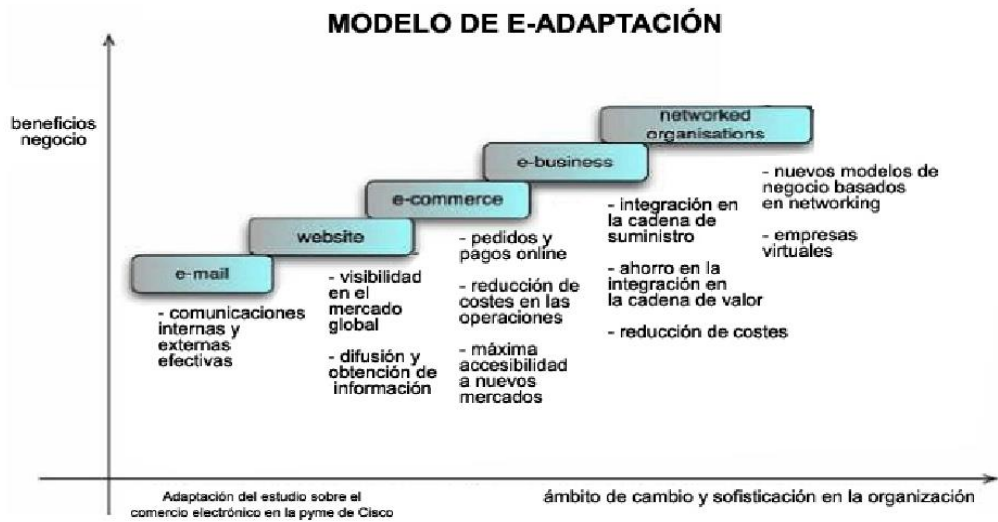 MODELO DE E-ADAPTACIÓN
beneficios
negocio
networked
organisations
e-business
e-commerce
website
e-mail
- comunicaciones
internas y
externas
efectivas
- visibilidad
en el
mercado
global
- difusión y
obtención de
información
- pedidos y
pagos online
- reducción de
costes en las
operaciones
- máxima
accesibilidad
a nuevos
mercados
- integración en
la cadena de
suministro
- ahorro en la
integración en
la cadena de valor
- reducción de costes
- nuevos modelos de
negocio basados
en networking
- empresas
virtuales
Adaptación del estudio sobre el
comercio electrónico en la pyme de Cisco
ámbito de cambio y sofisticación en la organización